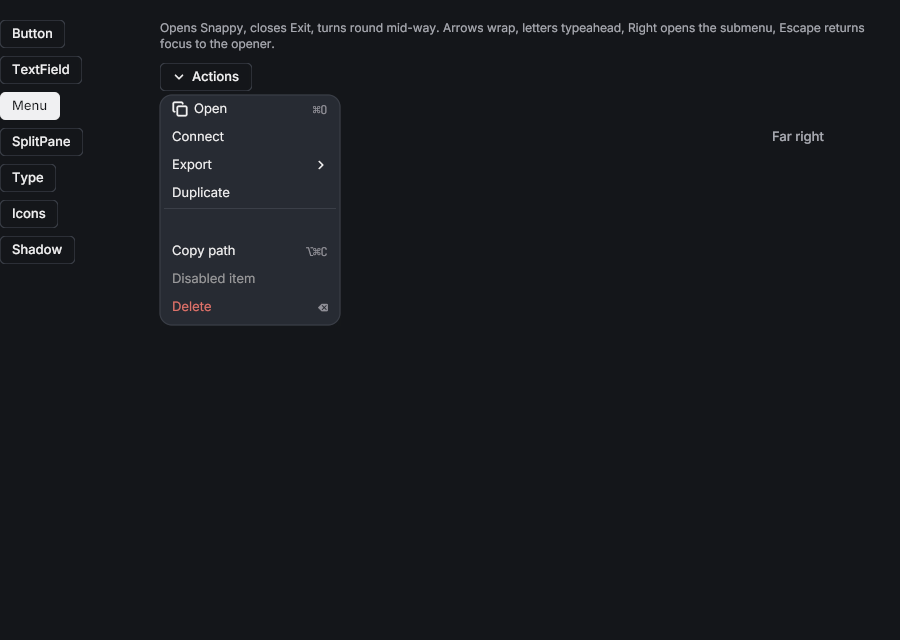 Button
TextField
Menu
SplitPane
Type
Icons
Shadow
Opens Snappy, closes Exit, turns round mid-way. Arrows wrap, letters typeahead, Right opens the submenu, Escape returns
focus to the opener.
Actions
Open ⌘O
Connect
Export
Duplicate
Copy path ⌥⌘C
Disabled item
Delete ⌫
Far right